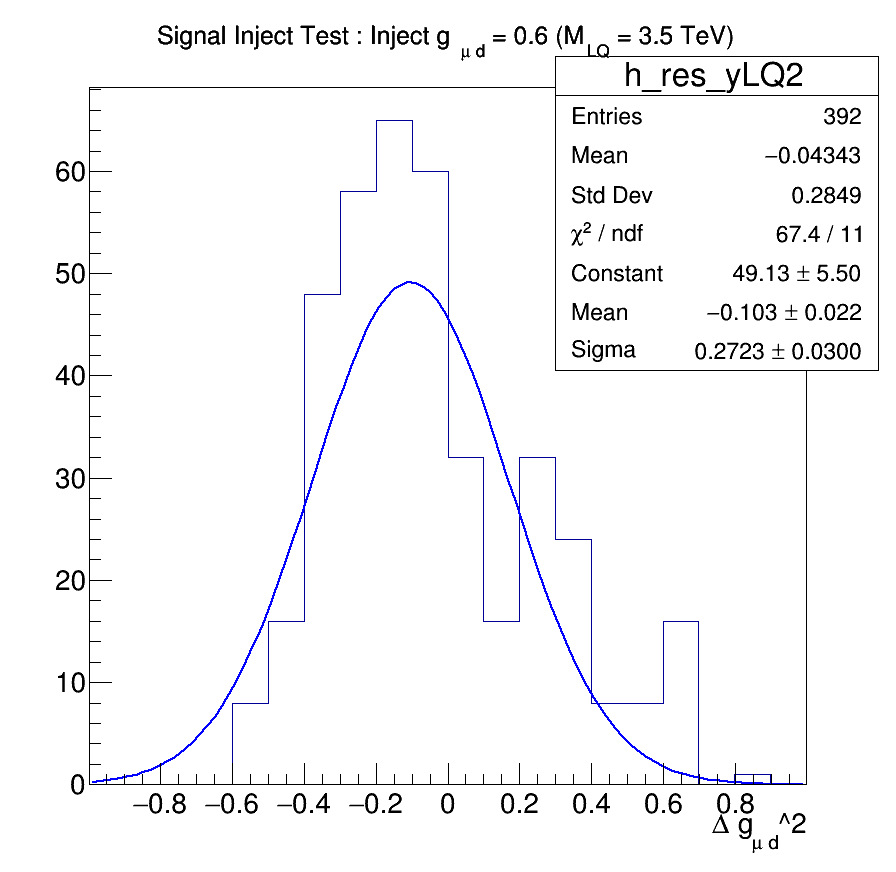 Signal Inject Test : Inject g μ d = 0.6 (M LQ = 3.5 TeV)
h_res_yLQ2
Entries 392
Mean −0.04343
Std Dev 0.2849
χ² / ndf 67.4 / 11
Constant 49.13 ± 5.50
Mean −0.103 ± 0.022
Sigma 0.2723 ± 0.0300
60
50
40
30
20
10
0
−0.8 −0.6 −0.4 −0.2 0 0.2 0.4 0.6 0.8
Δ g μ d ^2